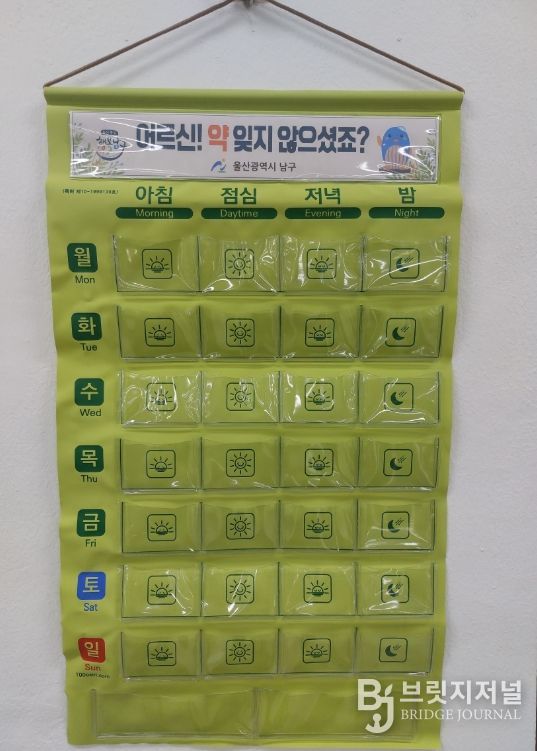 어르신! 약 잊지 않으셨죠?
울산광역시 남구
아침 점심 저녁 밤
Morning Daytime Evening Night
월
Mon
화
Tue
수
Wed
목
Thu
금
Fri
토
Sat
일
Sun
브릿지저널
BRIDGE JOURNAL